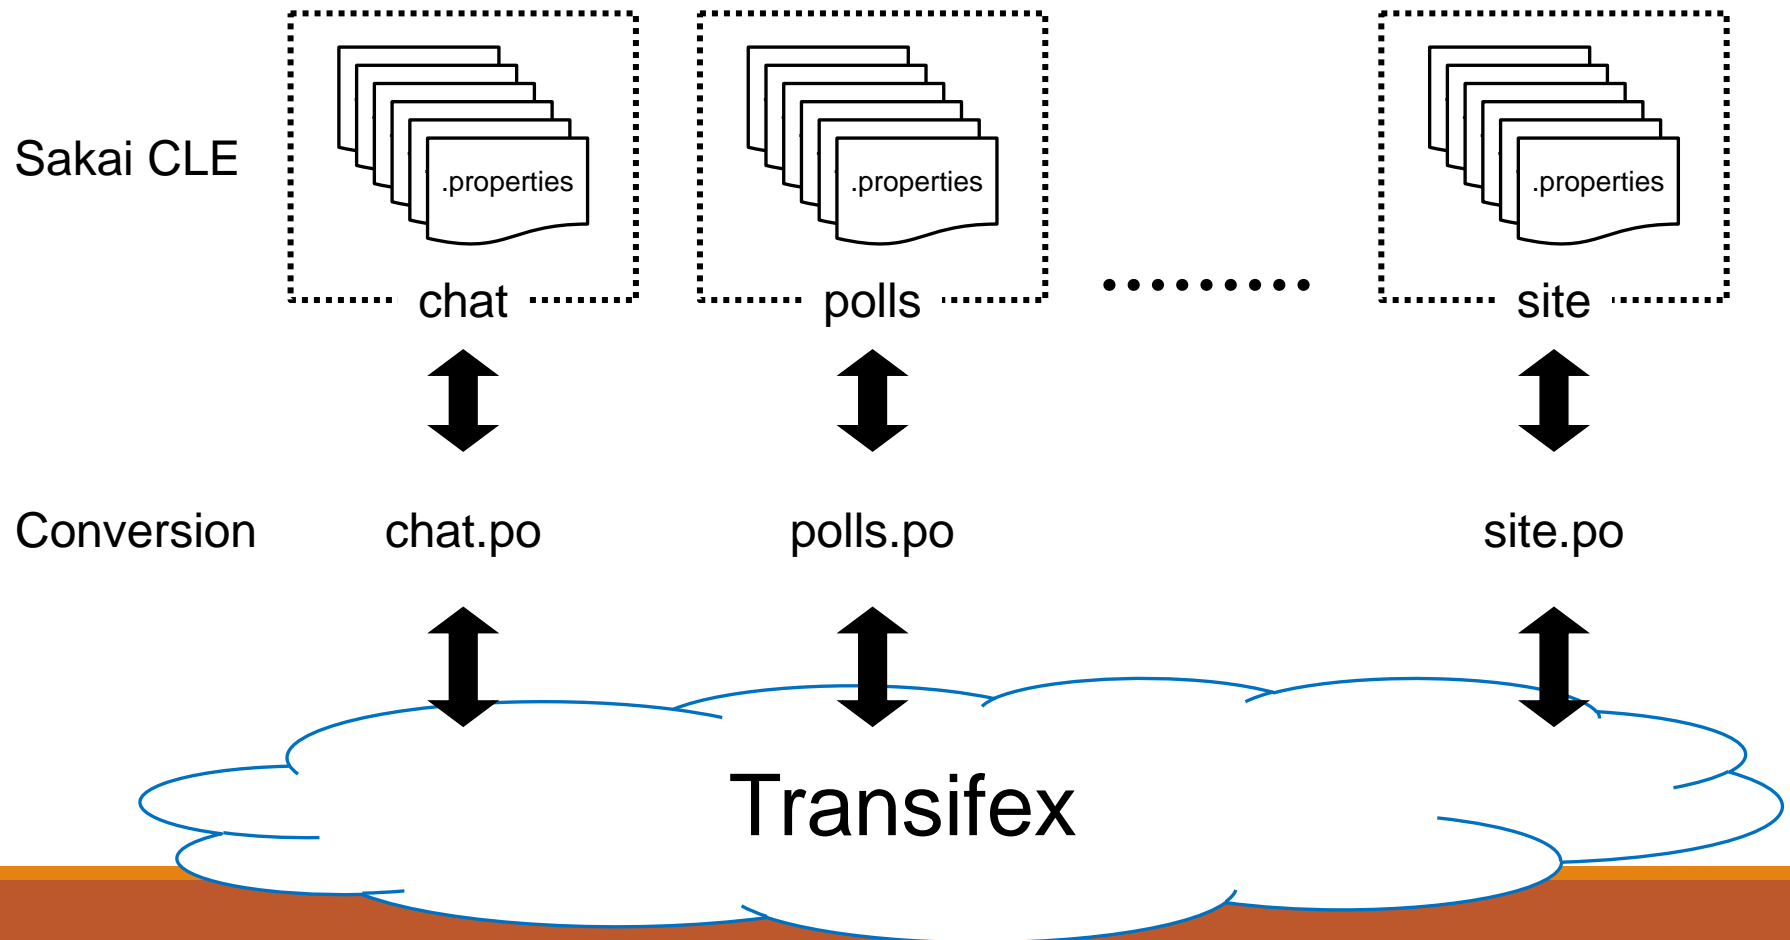 Sakai CLE
.properties
.properties
.properties
chat
polls
site
Conversion
chat.po
polls.po
site.po
Transifex